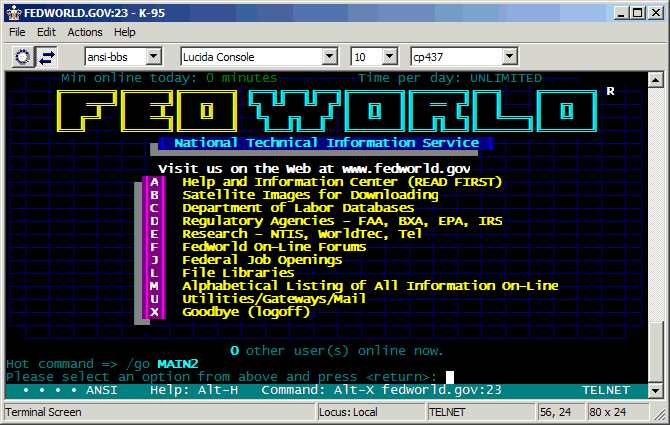 FEDWORLD.GOV:23 - K-95
File Edit Actions Help
ansi-bbs Lucida Console 10 cp437
Min online today: 0 minutes Time per day: UNLIMITED
FEDWORLD R
National Technical Information Service
Visit us on the Web at www.fedworld.gov
A Help and Information Center (READ FIRST)
B Satellite Images for Downloading
C Department of Labor Databases
D Regulatory Agencies - FAA, BXA, EPA, IRS
E Research - NTIS, WorldTec, Tel
F FedWorld On-Line Forums
J Federal Job Openings
L File Libraries
M Alphabetical Listing of All Information On-Line
U Utilities/Gateways/Mail
X Goodbye (logoff)
0 other user(s) online now.
Hot command => /go MAIN2
Please select an option from above and press <return>:
• • • • ANSI Help: Alt-H Command: Alt-X fedworld.gov:23 TELNET
Terminal Screen Locus: Local TELNET 56, 24 80 x 24